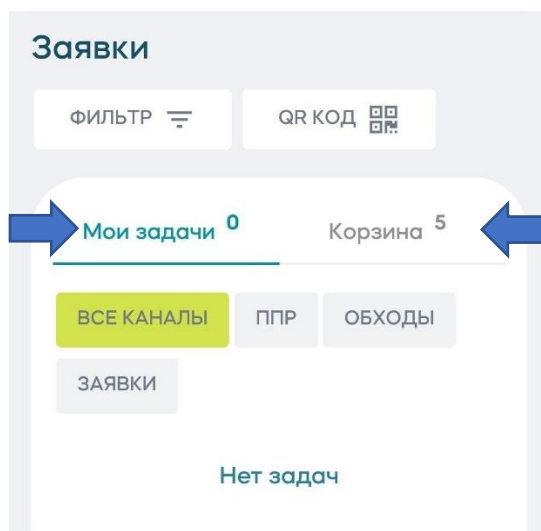 Заявки
ФИЛЬТР QR КОД
Мои задачи 0 Корзина 5
ВСЕ КАНАЛЫ ППР ОБХОДЫ
ЗАЯВКИ
Нет задач